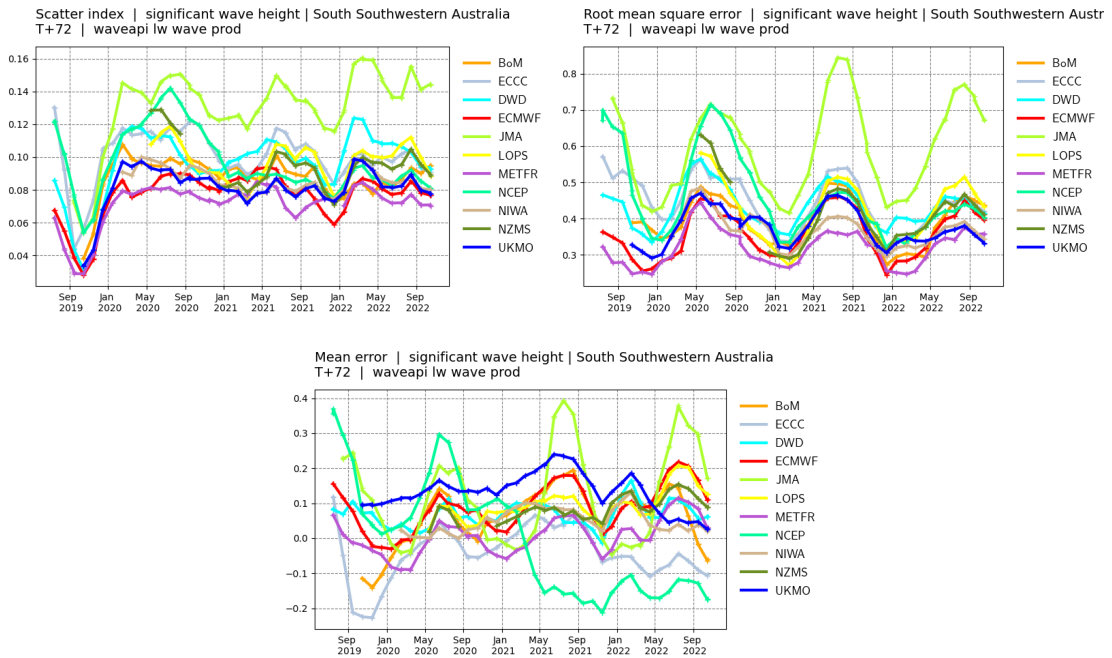 Scatter index | significant wave height | South Southwestern Australia
T+72 | waveapi lw wave prod
0.16
0.14
0.12
0.10
0.08
0.06
0.04
Sep
2019
Jan
2020
May
2020
Sep
2020
Jan
2021
May
2021
Sep
2021
Jan
2022
May
2022
Sep
2022
BoM
ECCC
DWD
ECMWF
JMA
LOPS
METFR
NCEP
NIWA
NZMS
UKMO
Root mean square error | significant wave height | South Southwestern Austr
T+72 | waveapi lw wave prod
0.8
0.7
0.6
0.5
0.4
0.3
Sep
2019
Jan
2020
May
2020
Sep
2020
Jan
2021
May
2021
Sep
2021
Jan
2022
May
2022
Sep
2022
BoM
ECCC
DWD
ECMWF
JMA
LOPS
METFR
NCEP
NIWA
NZMS
UKMO
Mean error | significant wave height | South Southwestern Australia
T+72 | waveapi lw wave prod
0.4
0.3
0.2
0.1
0.0
−0.1
−0.2
Sep
2019
Jan
2020
May
2020
Sep
2020
Jan
2021
May
2021
Sep
2021
Jan
2022
May
2022
Sep
2022
BoM
ECCC
DWD
ECMWF
JMA
LOPS
METFR
NCEP
NIWA
NZMS
UKMO